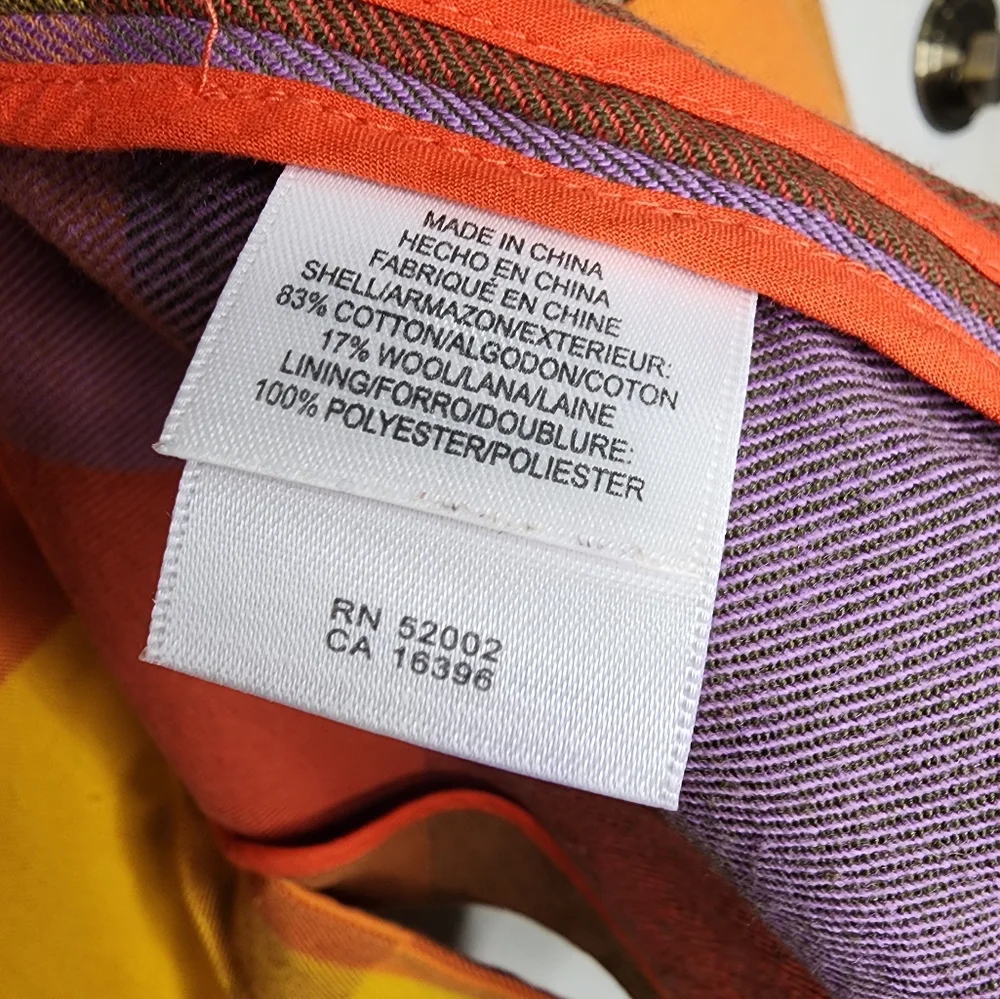 MADE IN CHINA
HECHO EN CHINA
FABRIQUÉ EN CHINE
SHELL/ARMAZON/EXTERIEUR:
83% COTTON/ALGODON/COTON
17% WOOL/LANA/LAINE
LINING/FORRO/DOUBLURE:
100% POLYESTER/POLIESTER
RN 52002
CA 16396